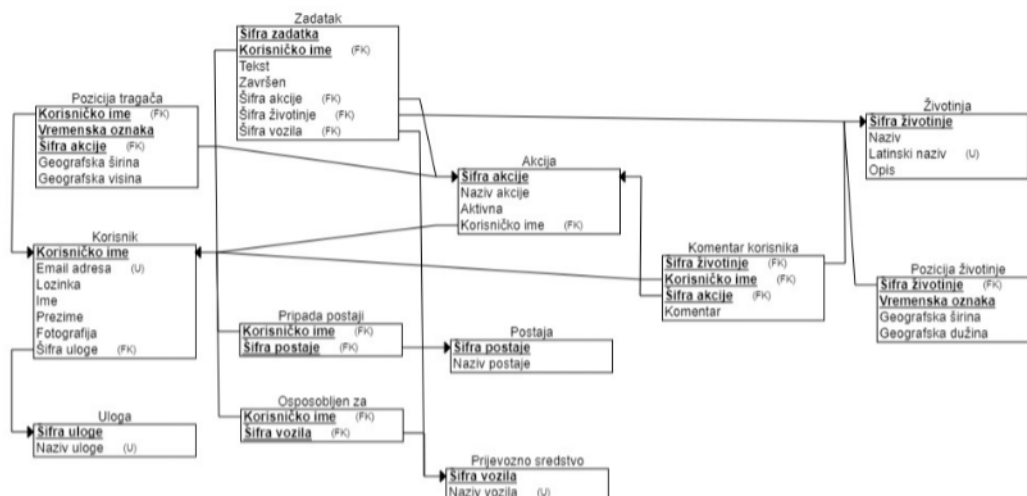 Zadatak
Šifra zadatka
Korisničko ime (FK)
Tekst
Završen
Šifra akcije (FK)
Šifra životinje (FK)
Šifra vozila (FK)
Pozicija tragača
Korisničko ime (FK)
Vremenska oznaka
Šifra akcije (FK)
Geografska širina
Geografska visina
Životinja
Šifra životinje
Naziv
Latinski naziv (U)
Opis
Akcija
Šifra akcije
Naziv akcije
Aktivna
Korisničko ime (FK)
Korisnik
Korisničko ime
Email adresa (U)
Lozinka
Ime
Prezime
Fotografija
Šifra uloge (FK)
Komentar korisnika
Šifra životinje (FK)
Korisničko ime (FK)
Šifra akcije (FK)
Komentar
Pozicija životinje
Šifra životinje (FK)
Vremenska oznaka
Geografska širina
Geografska dužina
Pripada postaji
Korisničko ime (FK)
Šifra postaje (FK)
Postaja
Šifra postaje
Naziv postaje
Osposobljen za
Korisničko ime (FK)
Šifra vozila (FK)
Uloga
Šifra uloge
Naziv uloge (U)
Prijevozno sredstvo
Šifra vozila
Naziv vozila (U)